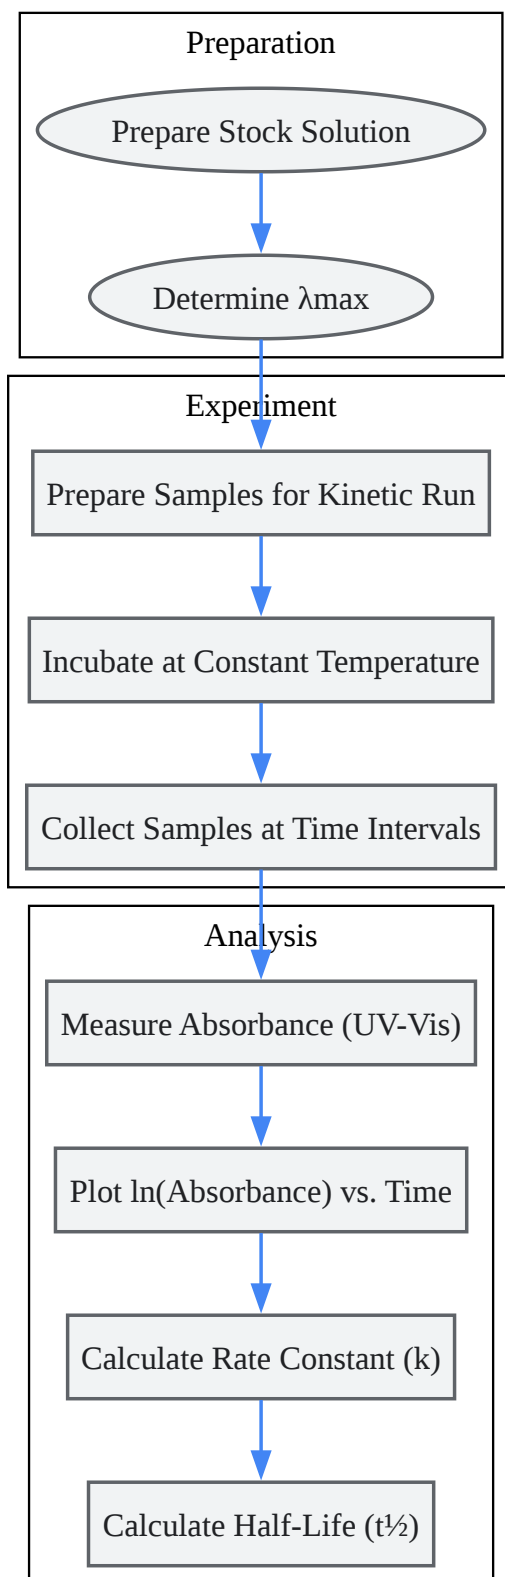 Preparation
Prepare Stock Solution
Determine λmax
Experiment
Prepare Samples for Kinetic Run
Incubate at Constant Temperature
Collect Samples at Time Intervals
Analysis
Measure Absorbance (UV-Vis)
Plot ln(Absorbance) vs. Time
Calculate Rate Constant (k)
Calculate Half-Life (t½)